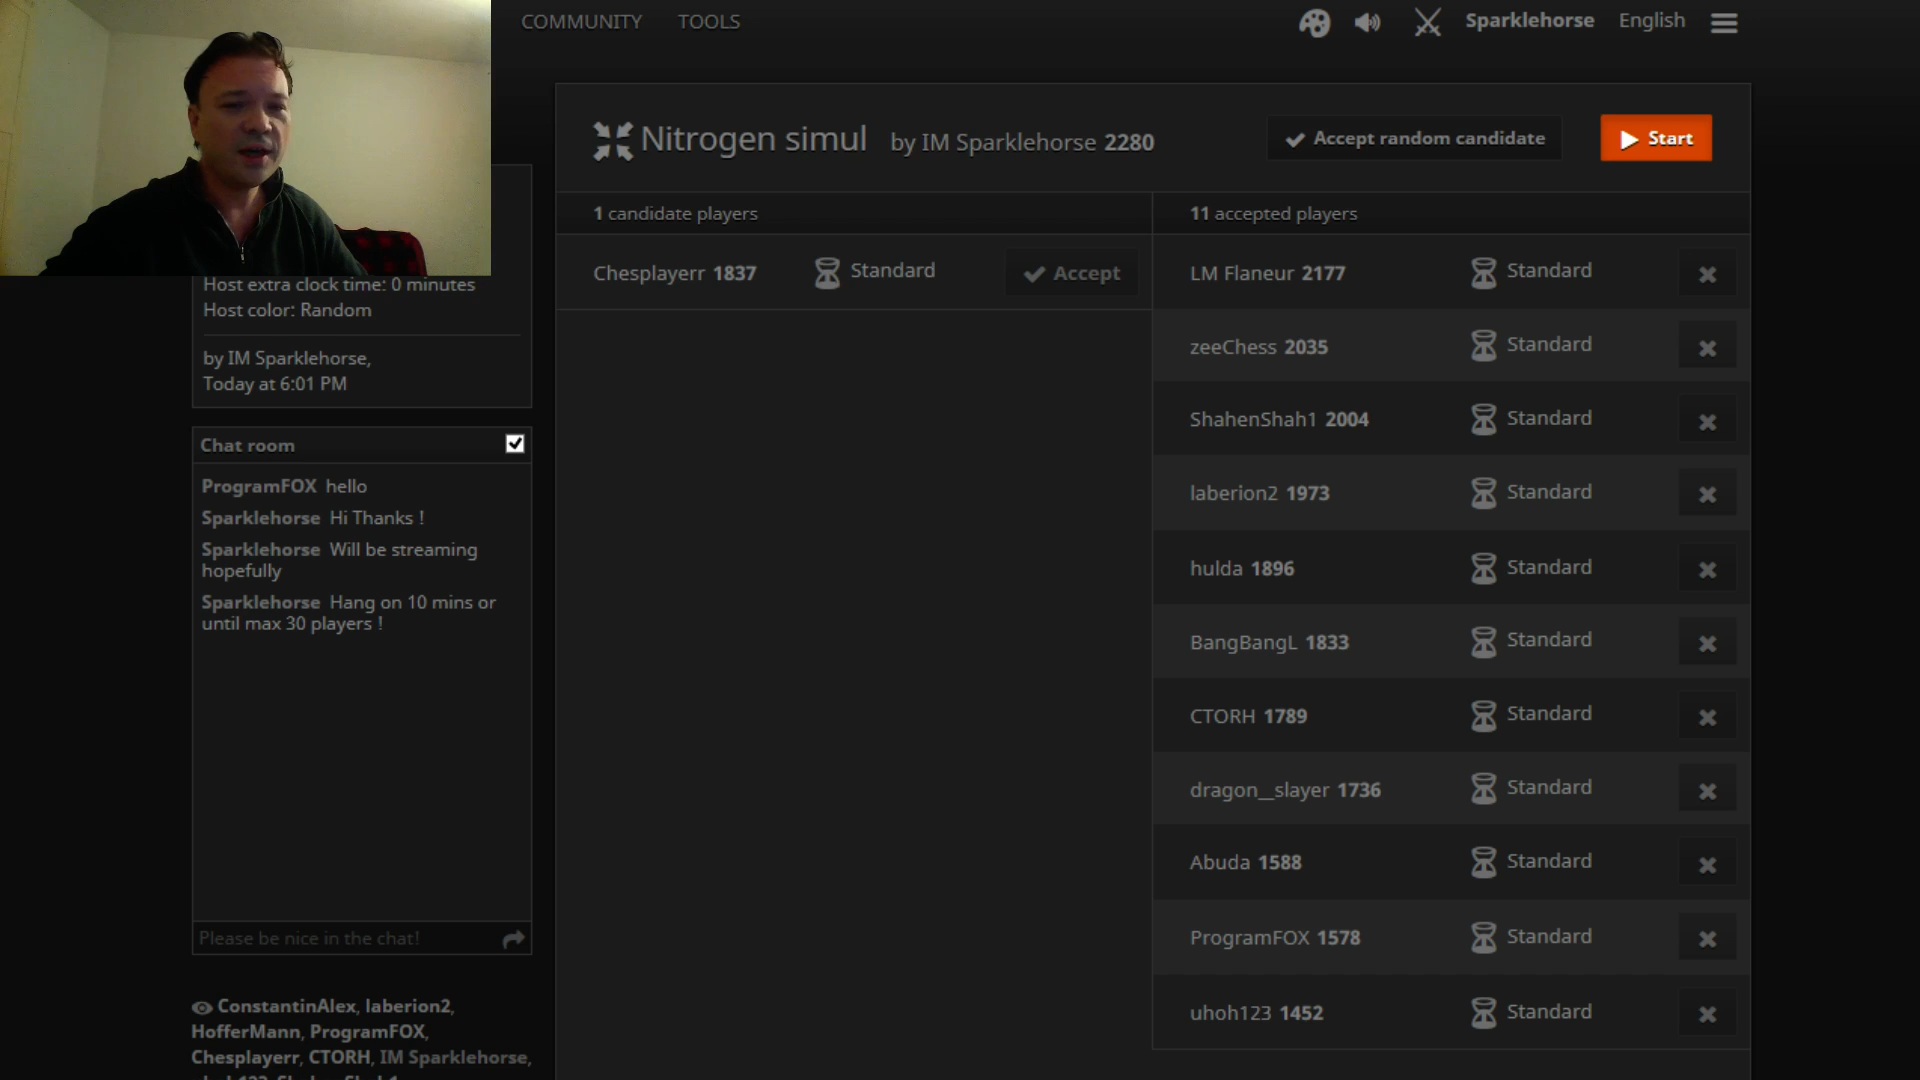 COMMUNITY TOOLS
Sparklehorse English
Nitrogen simul by IM Sparklehorse 2280
Accept random candidate
Start
1 candidate players
11 accepted players
Chesplayerr 1837 Standard Accept
LM Flaneur 2177 Standard
zeeChess 2035 Standard
ShahenShah1 2004 Standard
laberion2 1973 Standard
hulda 1896 Standard
BangBangL 1833 Standard
CTORH 1789 Standard
dragon__slayer 1736 Standard
Abuda 1588 Standard
ProgramFOX 1578 Standard
uhoh123 1452 Standard
Host extra clock time: 0 minutes
Host color: Random
by IM Sparklehorse,
Today at 6:01 PM
Chat room
ProgramFOX hello
Sparklehorse Hi Thanks !
Sparklehorse Will be streaming
hopefully
Sparklehorse Hang on 10 mins or
until max 30 players !
Please be nice in the chat!
ConstantinAlex, laberion2,
HofferMann, ProgramFOX,
Chesplayerr, CTORH, IM Sparklehorse,